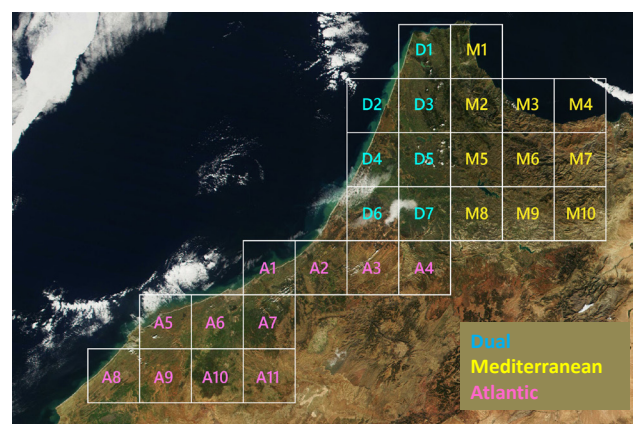 D1 M1
D2 D3 M2 M3 M4
D4 D5 M5 M6 M7
D6 D7 M8 M9 M10
A1 A2 A3 A4
A5 A6 A7
A8 A9 A10 A11
Dual
Mediterranean
Atlantic